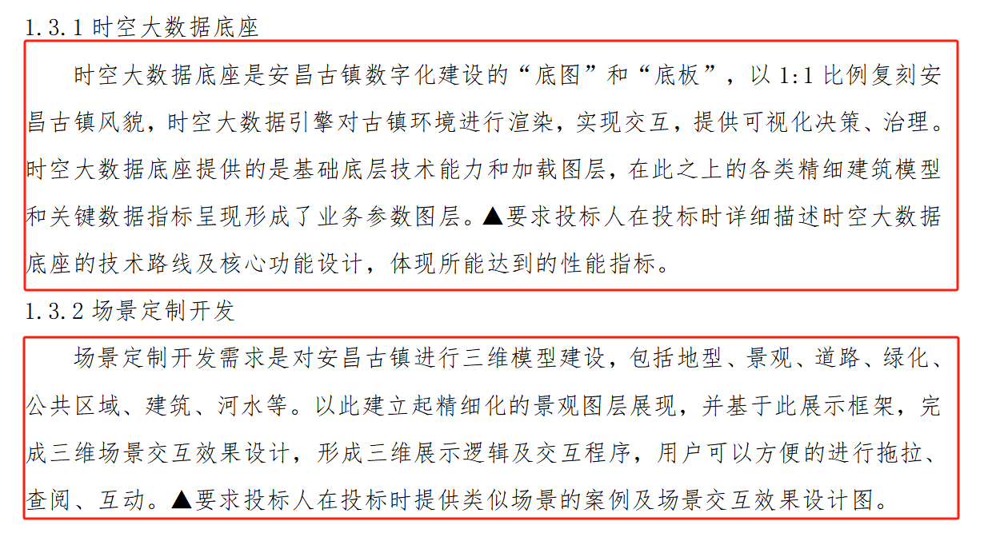 1.3.1 时空大数据底座
时空大数据底座是安昌古镇数字化建设的“底图”和“底板”，以 1:1 比例复刻安
昌古镇风貌，时空大数据引擎对古镇环境进行渲染，实现交互，提供可视化决策、治理。
时空大数据底座提供的是基础底层技术能力和加载图层，在此之上的各类精细建筑模型
和关键数据指标呈现形成了业务参数图层。▲要求投标人在投标时详细描述时空大数据
底座的技术路线及核心功能设计，体现所能达到的性能指标。
1.3.2 场景定制开发
场景定制开发需求是对安昌古镇进行三维模型建设，包括地型、景观、道路、绿化、
公共区域、建筑、河水等。以此建立起精细化的景观图层展现，并基于此展示框架，完
成三维场景交互效果设计，形成三维展示逻辑及交互程序，用户可以方便的进行拖拉、
查阅、互动。▲要求投标人在投标时提供类似场景的案例及场景交互效果设计图。